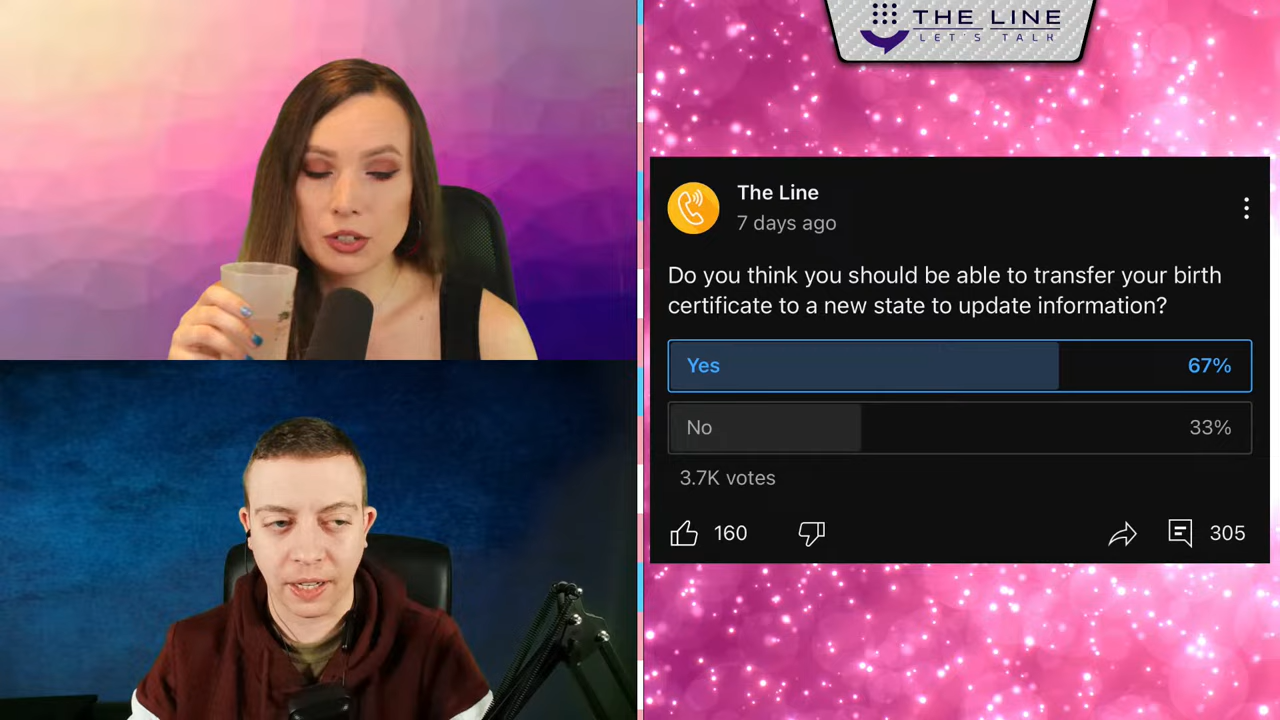 THE LINE
LET'S TALK
The Line
7 days ago
Do you think you should be able to transfer your birth
certificate to a new state to update information?
Yes 67%
No 33%
3.7K votes
160 305